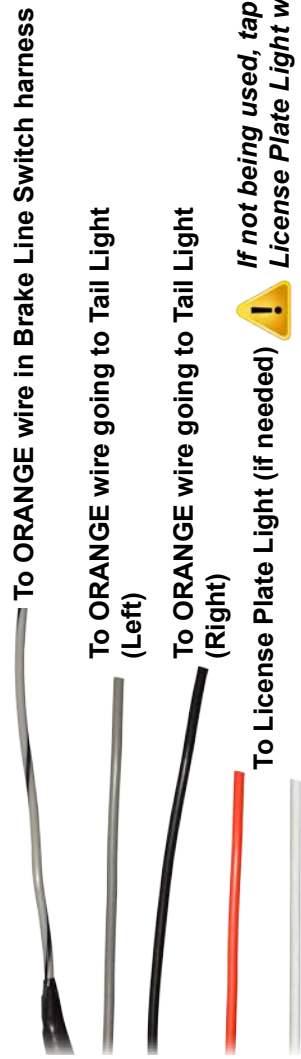 To ORANGE wire in Brake Line Switch harness
To ORANGE wire going to Tail Light
(Left)
To ORANGE wire going to Tail Light
(Right)
To License Plate Light (if needed)
If not being used, tap
License Plate Light w